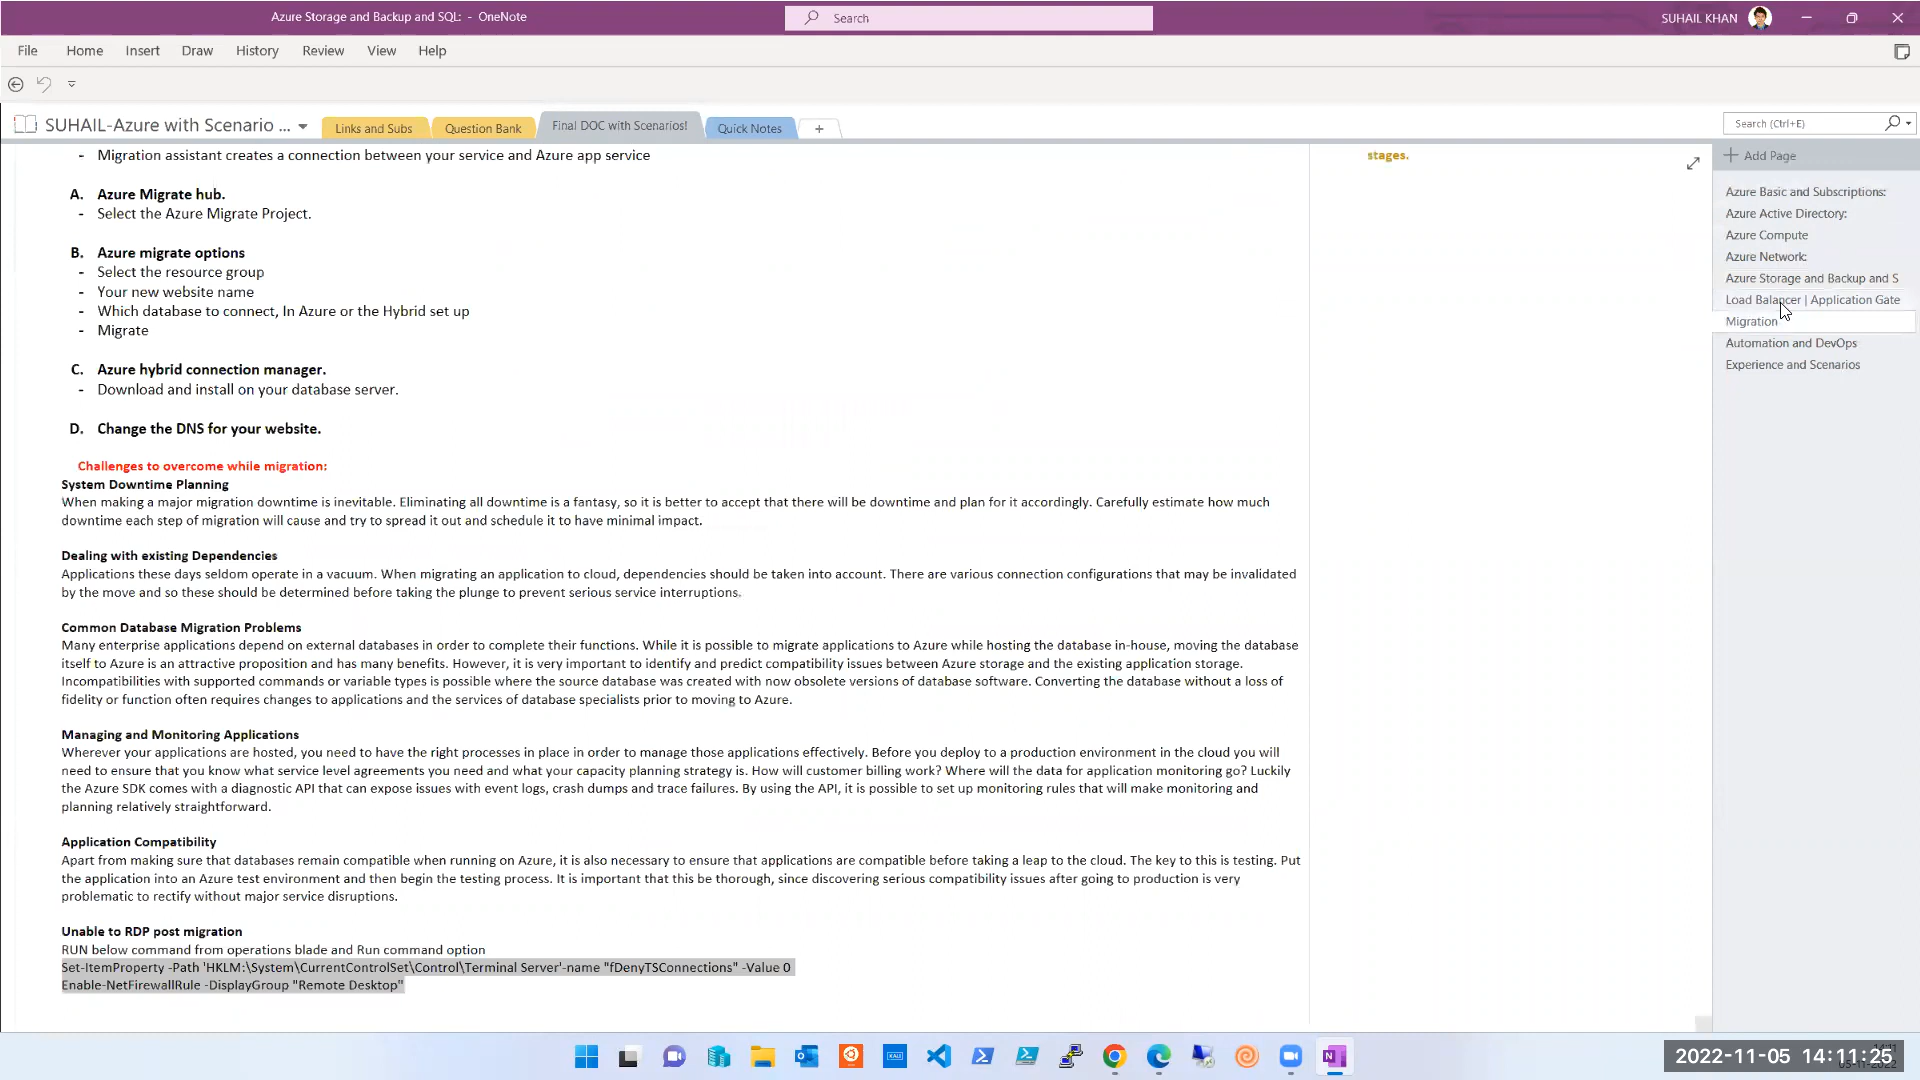 Azure Storage and Backup and SQL: - OneNote
Search
SUHAIL KHAN
File Home Insert Draw History Review View Help
SUHAIL-Azure with Scenario ...
Links and Subs
Question Bank
Final DOC with Scenarios!
Quick Notes
Search (Ctrl+E)
- Migration assistant creates a connection between your service and Azure app service
A. Azure Migrate hub.
- Select the Azure Migrate Project.
B. Azure migrate options
- Select the resource group
- Your new website name
- Which database to connect, In Azure or the Hybrid set up
- Migrate
C. Azure hybrid connection manager.
- Download and install on your database server.
D. Change the DNS for your website.
Challenges to overcome while migration:
System Downtime Planning
When making a major migration downtime is inevitable. Eliminating all downtime is a fantasy, so it is better to accept that there will be downtime and plan for it accordingly. Carefully estimate how much
downtime each step of migration will cause and try to spread it out and schedule it to have minimal impact.
Dealing with existing Dependencies
Applications these days seldom operate in a vacuum. When migrating an application to cloud, dependencies should be taken into account. There are various connection configurations that may be invalidated
by the move and so these should be determined before taking the plunge to prevent serious service interruptions.
Common Database Migration Problems
Many enterprise applications depend on external databases in order to complete their functions. While it is possible to migrate applications to Azure while hosting the database in-house, moving the database
itself to Azure is an attractive proposition and has many benefits. However, it is very important to identify and predict compatibility issues between Azure storage and the existing application storage.
Incompatibilities with supported commands or variable types is possible where the source database was created with now obsolete versions of database software. Converting the database without a loss of
fidelity or function often requires changes to applications and the services of database specialists prior to moving to Azure.
Managing and Monitoring Applications
Wherever your applications are hosted, you need to have the right processes in place in order to manage those applications effectively. Before you deploy to a production environment in the cloud you will
need to ensure that you know what service level agreements you need and what your capacity planning strategy is. How will customer billing work? Where will the data for application monitoring go? Luckily
the Azure SDK comes with a diagnostic API that can expose issues with event logs, crash dumps and trace failures. By using the API, it is possible to set up monitoring rules that will make monitoring and
planning relatively straightforward.
Application Compatibility
Apart from making sure that databases remain compatible when running on Azure, it is also necessary to ensure that applications are compatible before taking a leap to the cloud. The key to this is testing. Put
the application into an Azure test environment and then begin the testing process. It is important that this be thorough, since discovering serious compatibility issues after going to production is very
problematic to rectify without major service disruptions.
Unable to RDP post migration
RUN below command from operations blade and Run command option
Set-ItemProperty -Path 'HKLM:\System\CurrentControlSet\Control\Terminal Server'-name "fDenyTSConnections" -Value 0
Enable-NetFirewallRule -DisplayGroup "Remote Desktop"
stages.
Add Page
Azure Basic and Subscriptions:
Azure Active Directory:
Azure Compute
Azure Network:
Azure Storage and Backup and S
Load Balancer | Application Gate
Migration
Automation and DevOps
Experience and Scenarios
2022-11-05 14:11:25